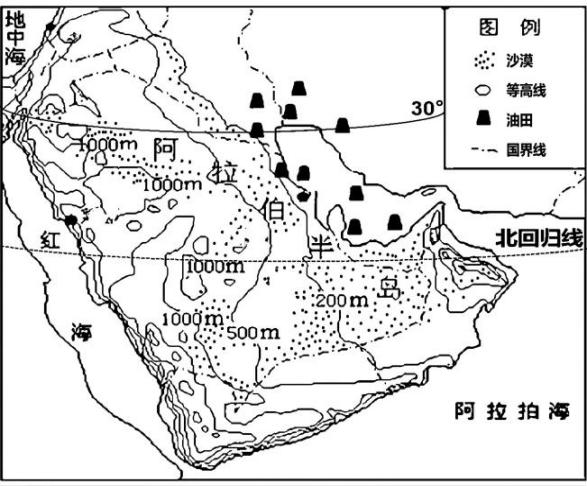 地中海
图 例
沙漠
等高线
油田
国界线
30°
1000m
阿拉伯半岛
1000m
红海
北回归线
1000m
200m
1000m
500m
阿拉拍海